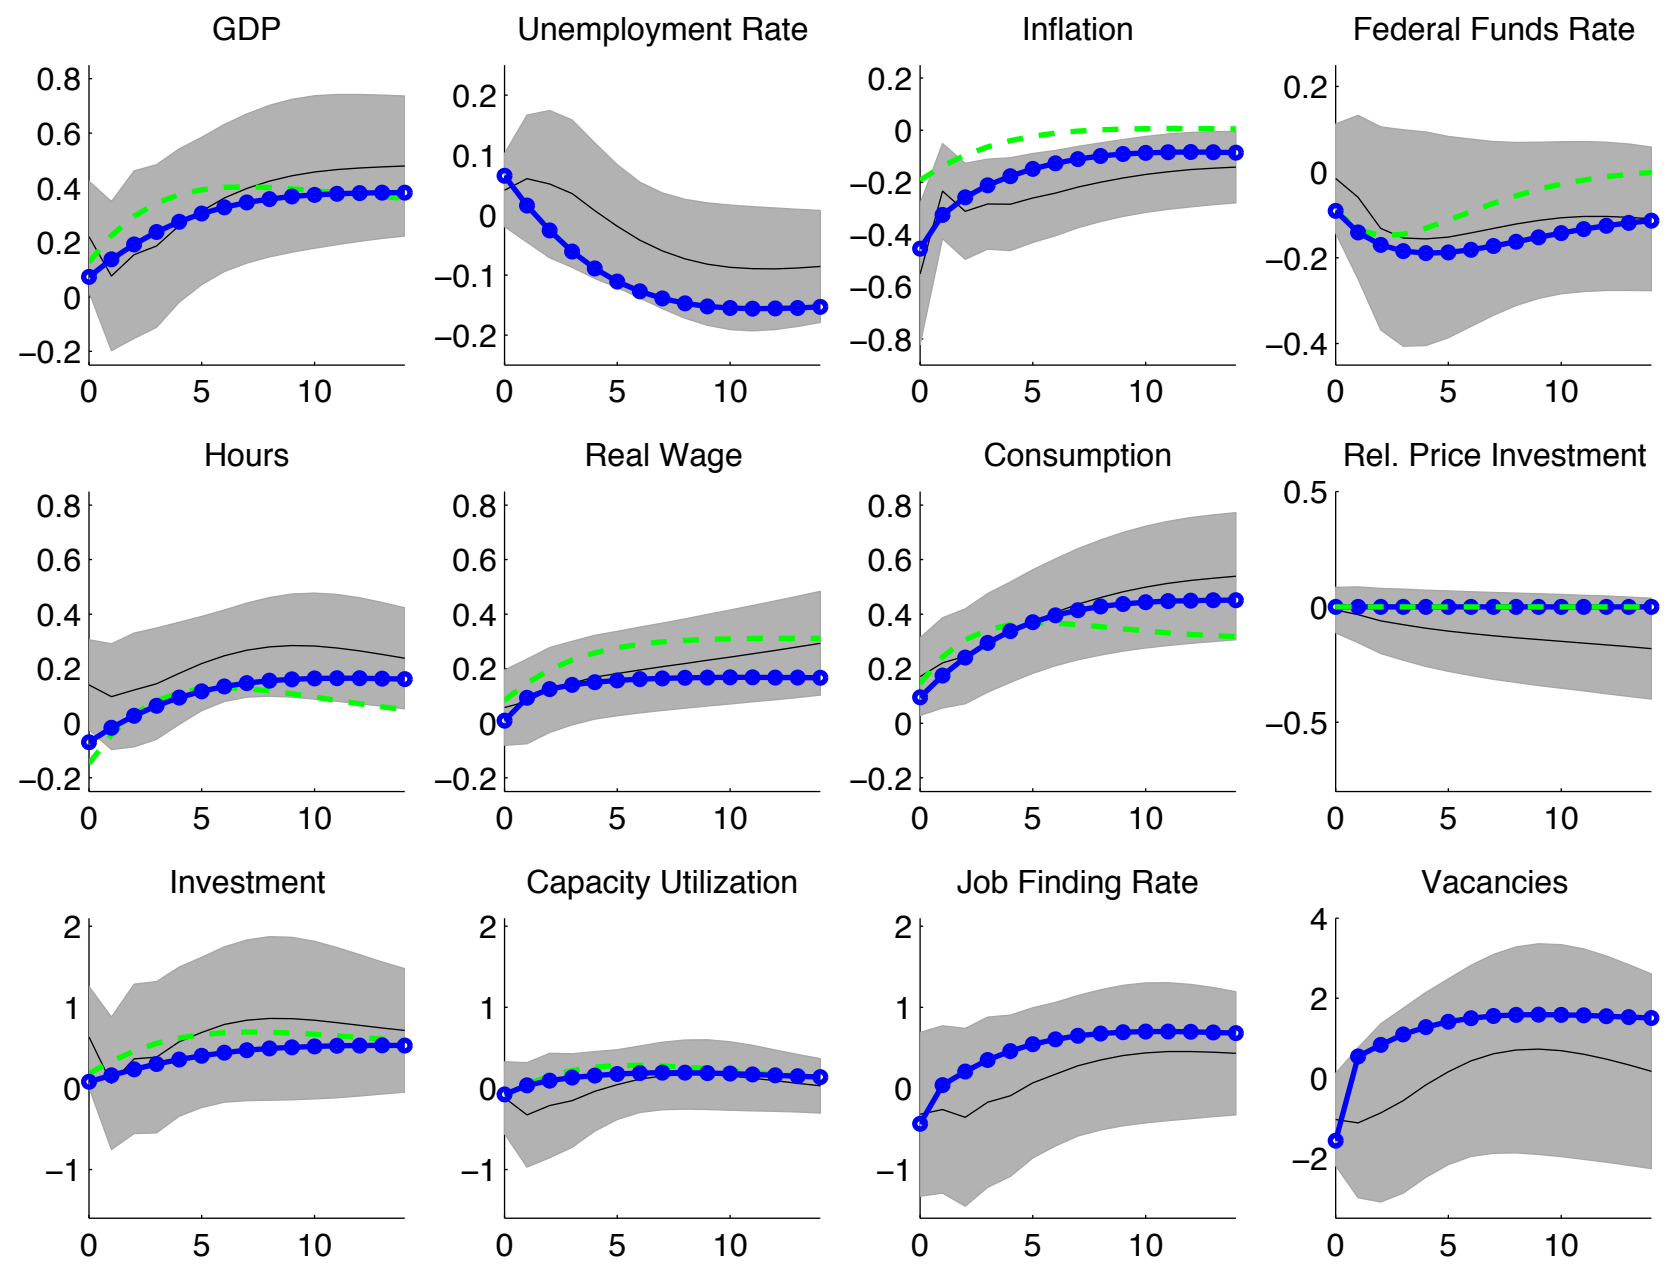 GDP
Unemployment Rate
Inflation
Federal Funds Rate
0.8
0.6
0.4
0.2
0
−0.2
0 5 10
0.2
0.1
0
−0.1
−0.2
0 5 10
0.2
0
−0.2
−0.4
−0.6
−0.8
0 5 10
0.2
0
−0.2
−0.4
0 5 10
Hours
Real Wage
Consumption
Rel. Price Investment
0.8
0.6
0.4
0.2
0
−0.2
0 5 10
0.8
0.6
0.4
0.2
0
−0.2
0 5 10
0.8
0.6
0.4
0.2
0
−0.2
0 5 10
0.5
0
−0.5
0 5 10
Investment
Capacity Utilization
Job Finding Rate
Vacancies
2
1
0
−1
0 5 10
2
1
0
−1
0 5 10
2
1
0
−1
0 5 10
4
2
0
−2
0 5 10